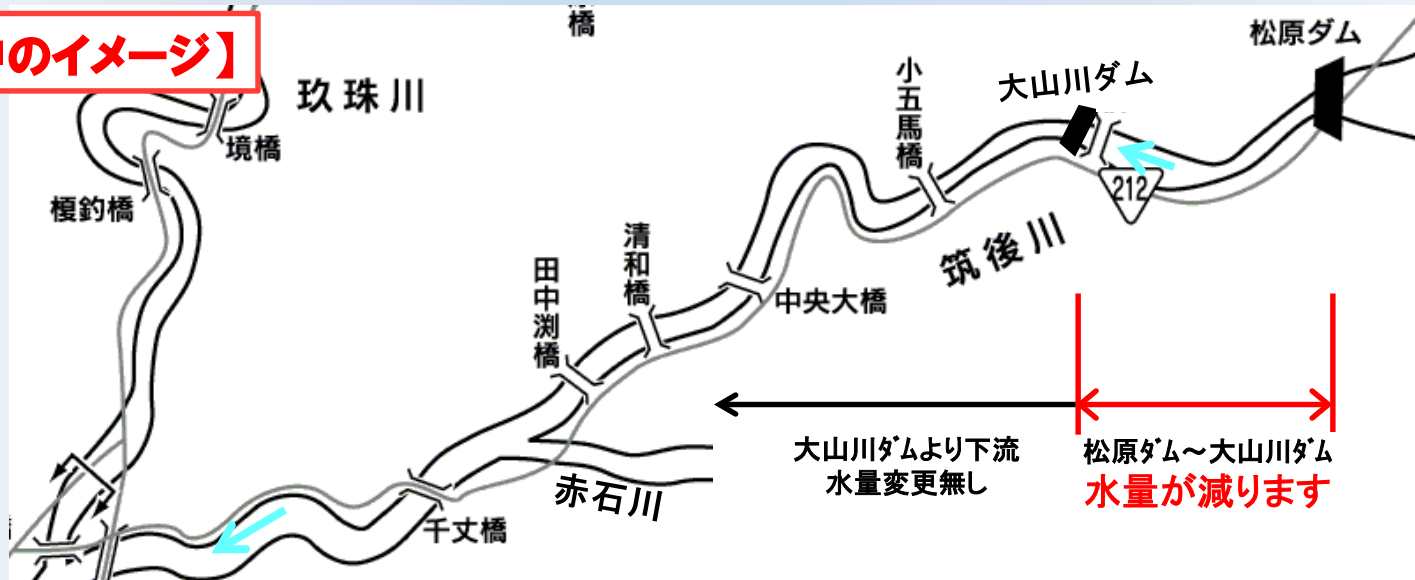 中のイメージ】
橋
松原ダム
玖珠川
大山川ダム
小五馬橋
境橋
212
榎釣橋
筑後川
清和橋
田中渕橋
中央大橋
大山川ダムより下流
水量変更無し
松原ダム～大山川ダム
水量が減ります
赤石川
千丈橋